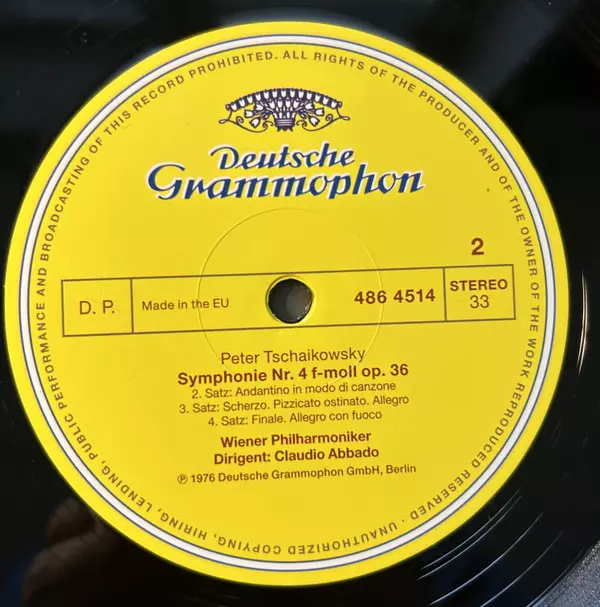 UNAUTHORIZED COPYING, HIRING, LENDING, PUBLIC PERFORMANCE AND BROADCASTING OF THIS RECORD PROHIBITED. ALL RIGHTS OF THE PRODUCER AND OF THE OWNER OF THE WORK REPRODUCED RESERVED ·
Deutsche
Grammophon
2
D. P.
Made in the EU
486 4514
STEREO
33
Peter Tschaikowsky
Symphonie Nr. 4 f-moll op. 36
2. Satz: Andantino in modo di canzone
3. Satz: Scherzo. Pizzicato ostinato. Allegro
4. Satz: Finale. Allegro con fuoco
Wiener Philharmoniker
Dirigent: Claudio Abbado
℗ 1976 Deutsche Grammophon GmbH, Berlin